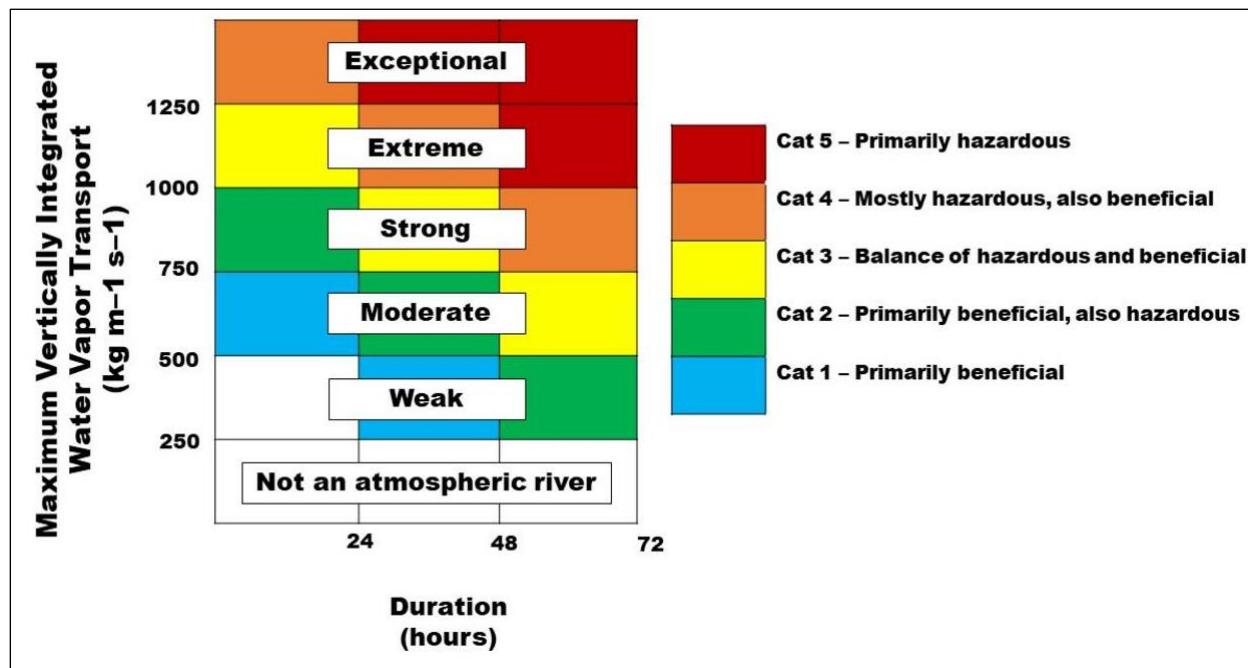 Maximum Vertically Integrated
Water Vapor Transport
(kg m–1 s–1)
Exceptional
1250
Extreme
1000
Strong
750
Moderate
500
Weak
250
Not an atmospheric river
24
48
72
Duration
(hours)
Cat 5 – Primarily hazardous
Cat 4 – Mostly hazardous, also beneficial
Cat 3 – Balance of hazardous and beneficial
Cat 2 – Primarily beneficial, also hazardous
Cat 1 – Primarily beneficial